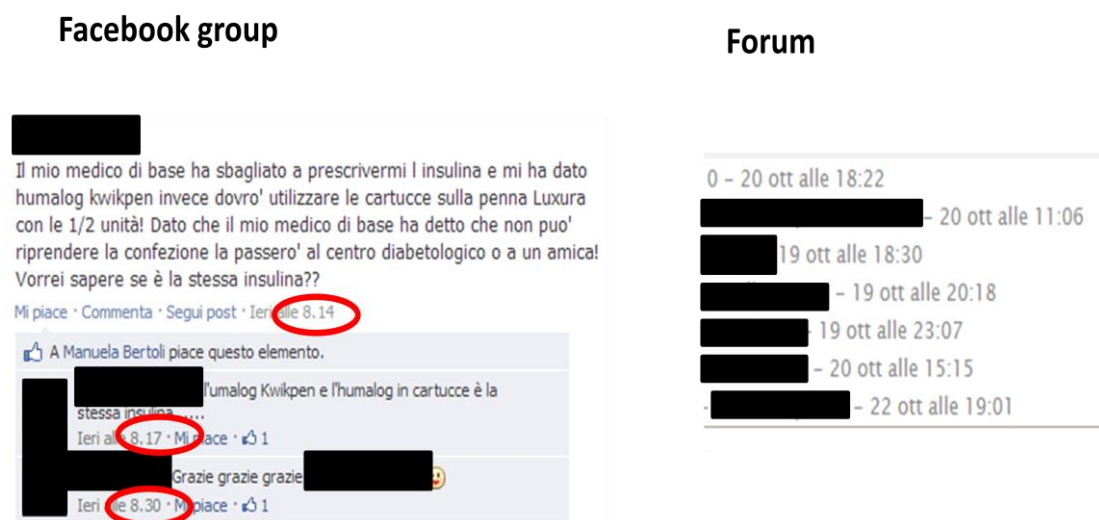 Facebook group
Il mio medico di base ha sbagliato a prescrivermi l insulina e mi ha dato
humalog kwikpen invece dovro' utilizzare le cartucce sulla penna Luxura
con le 1/2 unità! Dato che il mio medico di base ha detto che non puo'
riprendere la confezione la passero' al centro diabetologico o a un amica!
Vorrei sapere se è la stessa insulina??
Mi piace · Commenta · Segui post · Ieri alle 8.14
A Manuela Bertoli piace questo elemento.
l'umalog Kwikpen e l'humalog in cartucce è la
stessa insulina......
Ieri alle 8.17 · Mi piace · 1
Grazie grazie grazie
Ieri alle 8.30 · Mi piace · 1
Forum
0 – 20 ott alle 18:22
– 20 ott alle 11:06
19 ott alle 18:30
– 19 ott alle 20:18
19 ott alle 23:07
– 20 ott alle 15:15
– 22 ott alle 19:01